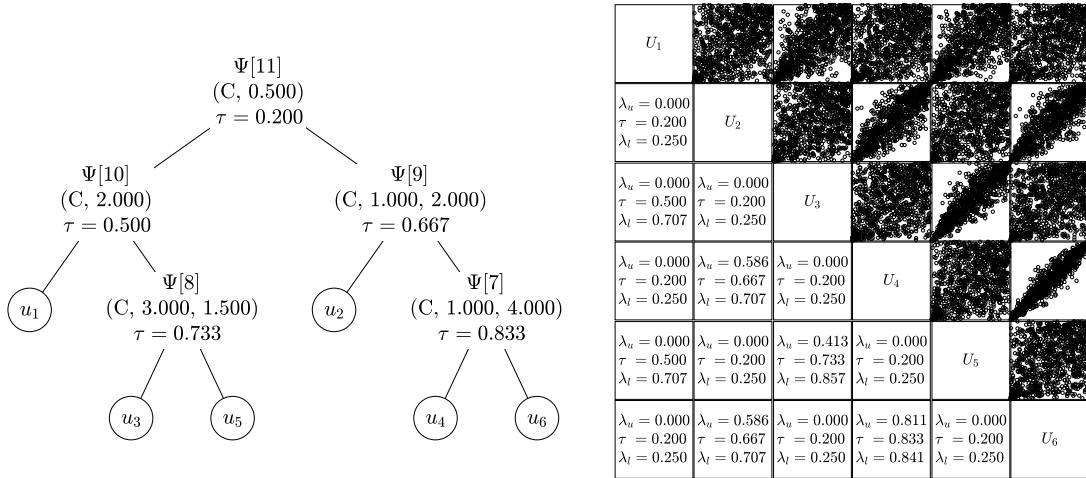 Ψ[11]
(C, 0.500)
τ = 0.200
Ψ[10]
(C, 2.000)
τ = 0.500
Ψ[9]
(C, 1.000, 2.000)
τ = 0.667
u₁
Ψ[8]
(C, 3.000, 1.500)
τ = 0.733
u₂
Ψ[7]
(C, 1.000, 4.000)
τ = 0.833
u₃
u₅
u₄
u₆
U₁
λᵤ = 0.000
τ = 0.200
λₗ = 0.250
U₂
λᵤ = 0.000
τ = 0.500
λₗ = 0.707
λᵤ = 0.000
τ = 0.200
λₗ = 0.250
U₃
λᵤ = 0.000
τ = 0.200
λₗ = 0.250
λᵤ = 0.586
τ = 0.667
λₗ = 0.707
λᵤ = 0.000
τ = 0.200
λₗ = 0.250
U₄
λᵤ = 0.000
τ = 0.500
λₗ = 0.707
λᵤ = 0.000
τ = 0.200
λₗ = 0.250
λᵤ = 0.413
τ = 0.733
λₗ = 0.857
λᵤ = 0.000
τ = 0.200
λₗ = 0.250
U₅
λᵤ = 0.000
τ = 0.200
λₗ = 0.250
λᵤ = 0.586
τ = 0.667
λₗ = 0.707
λᵤ = 0.000
τ = 0.200
λₗ = 0.250
λᵤ = 0.811
τ = 0.833
λₗ = 0.841
λᵤ = 0.000
τ = 0.200
λₗ = 0.250
U₆